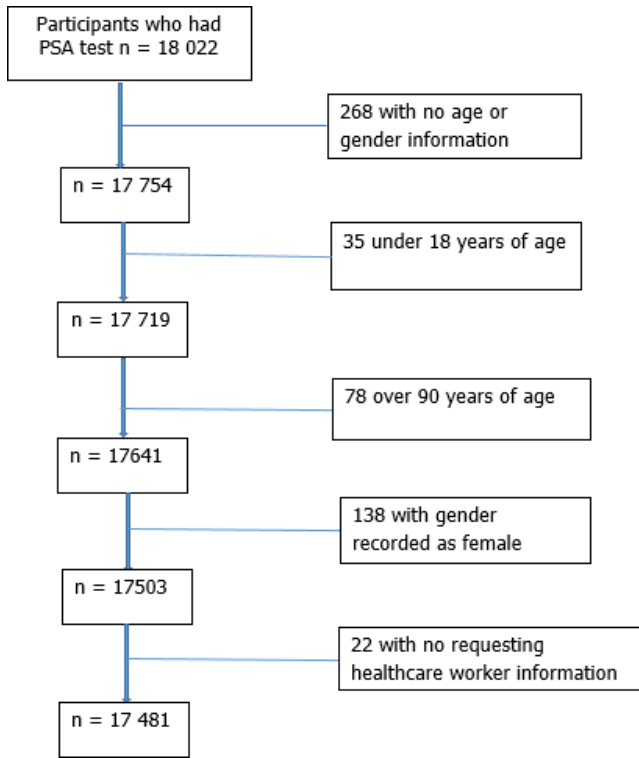 Participants who had
PSA test n = 18 022
268 with no age or
gender information
n = 17 754
35 under 18 years of age
n = 17 719
78 over 90 years of age
n = 17641
138 with gender
recorded as female
n = 17503
22 with no requesting
healthcare worker information
n = 17 481